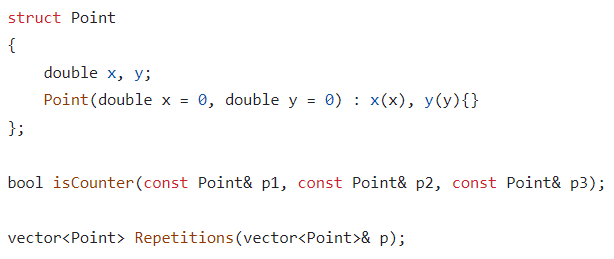 struct Point
{
    double x, y;
    Point(double x = 0, double y = 0) : x(x), y(y){}
};

bool isCounter(const Point& p1, const Point& p2, const Point& p3);

vector<Point> Repetitions(vector<Point>& p);